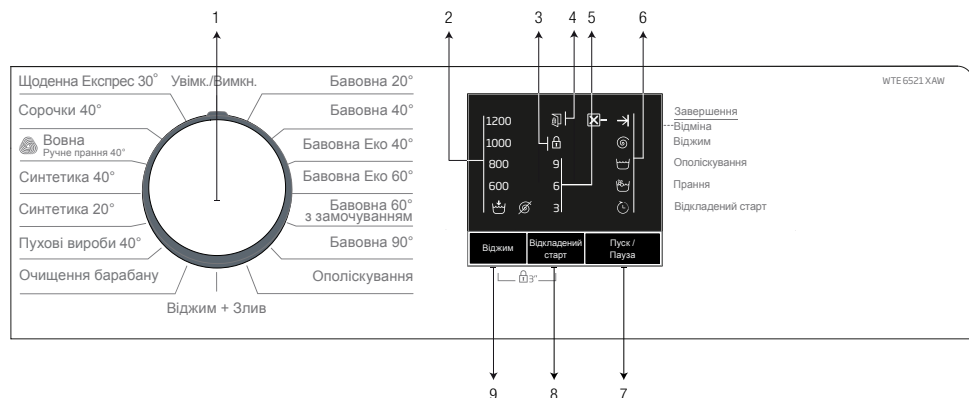 1
2
3
4
5
6
WTE 6521 XAW
Щоденна Експрес 30°
Увімк./Вимкн.
Бавовна 20°
Сорочки 40°
Бавовна 40°
Вовна
Ручне прання 40°
Бавовна Еко 40°
Синтетика 40°
Бавовна Еко 60°
Синтетика 20°
Бавовна 60°
з замочуванням
Пухові вироби 40°
Бавовна 90°
Очищення барабану
Ополіскування
Віджим + Злив
1200
1000
800
600
9
6
3
Завершення
Відміна
Віджим
Ополіскування
Прання
Відкладений старт
Віджим
Відкладений
старт
Пуск /
Пауза
3"
9
8
7